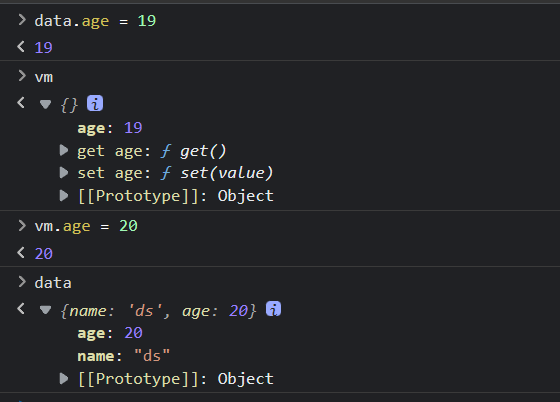 data.age = 19
19
vm
{} i
age: 19
get age: ƒ get()
set age: ƒ set(value)
[[Prototype]]: Object
vm.age = 20
20
data
{name: 'ds', age: 20} i
age: 20
name: "ds"
[[Prototype]]: Object